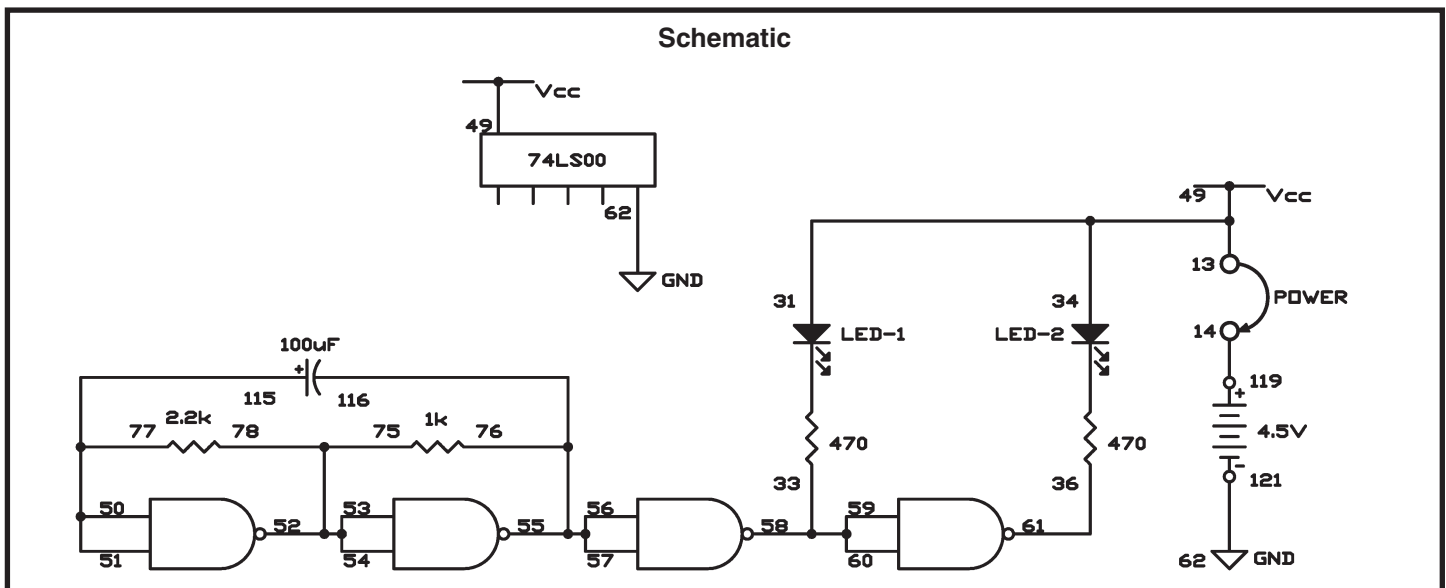 Schematic
Vcc
49
74LS00
62
GND
49
Vcc
13
POWER
31
34
14
LED-1
LED-2
100uF
+
115
116
119
+
2.2k
1k
77
78
75
76
470
470
4.5V
33
36
-
121
50
52
53
55
56
58
59
61
51
54
57
60
62
GND